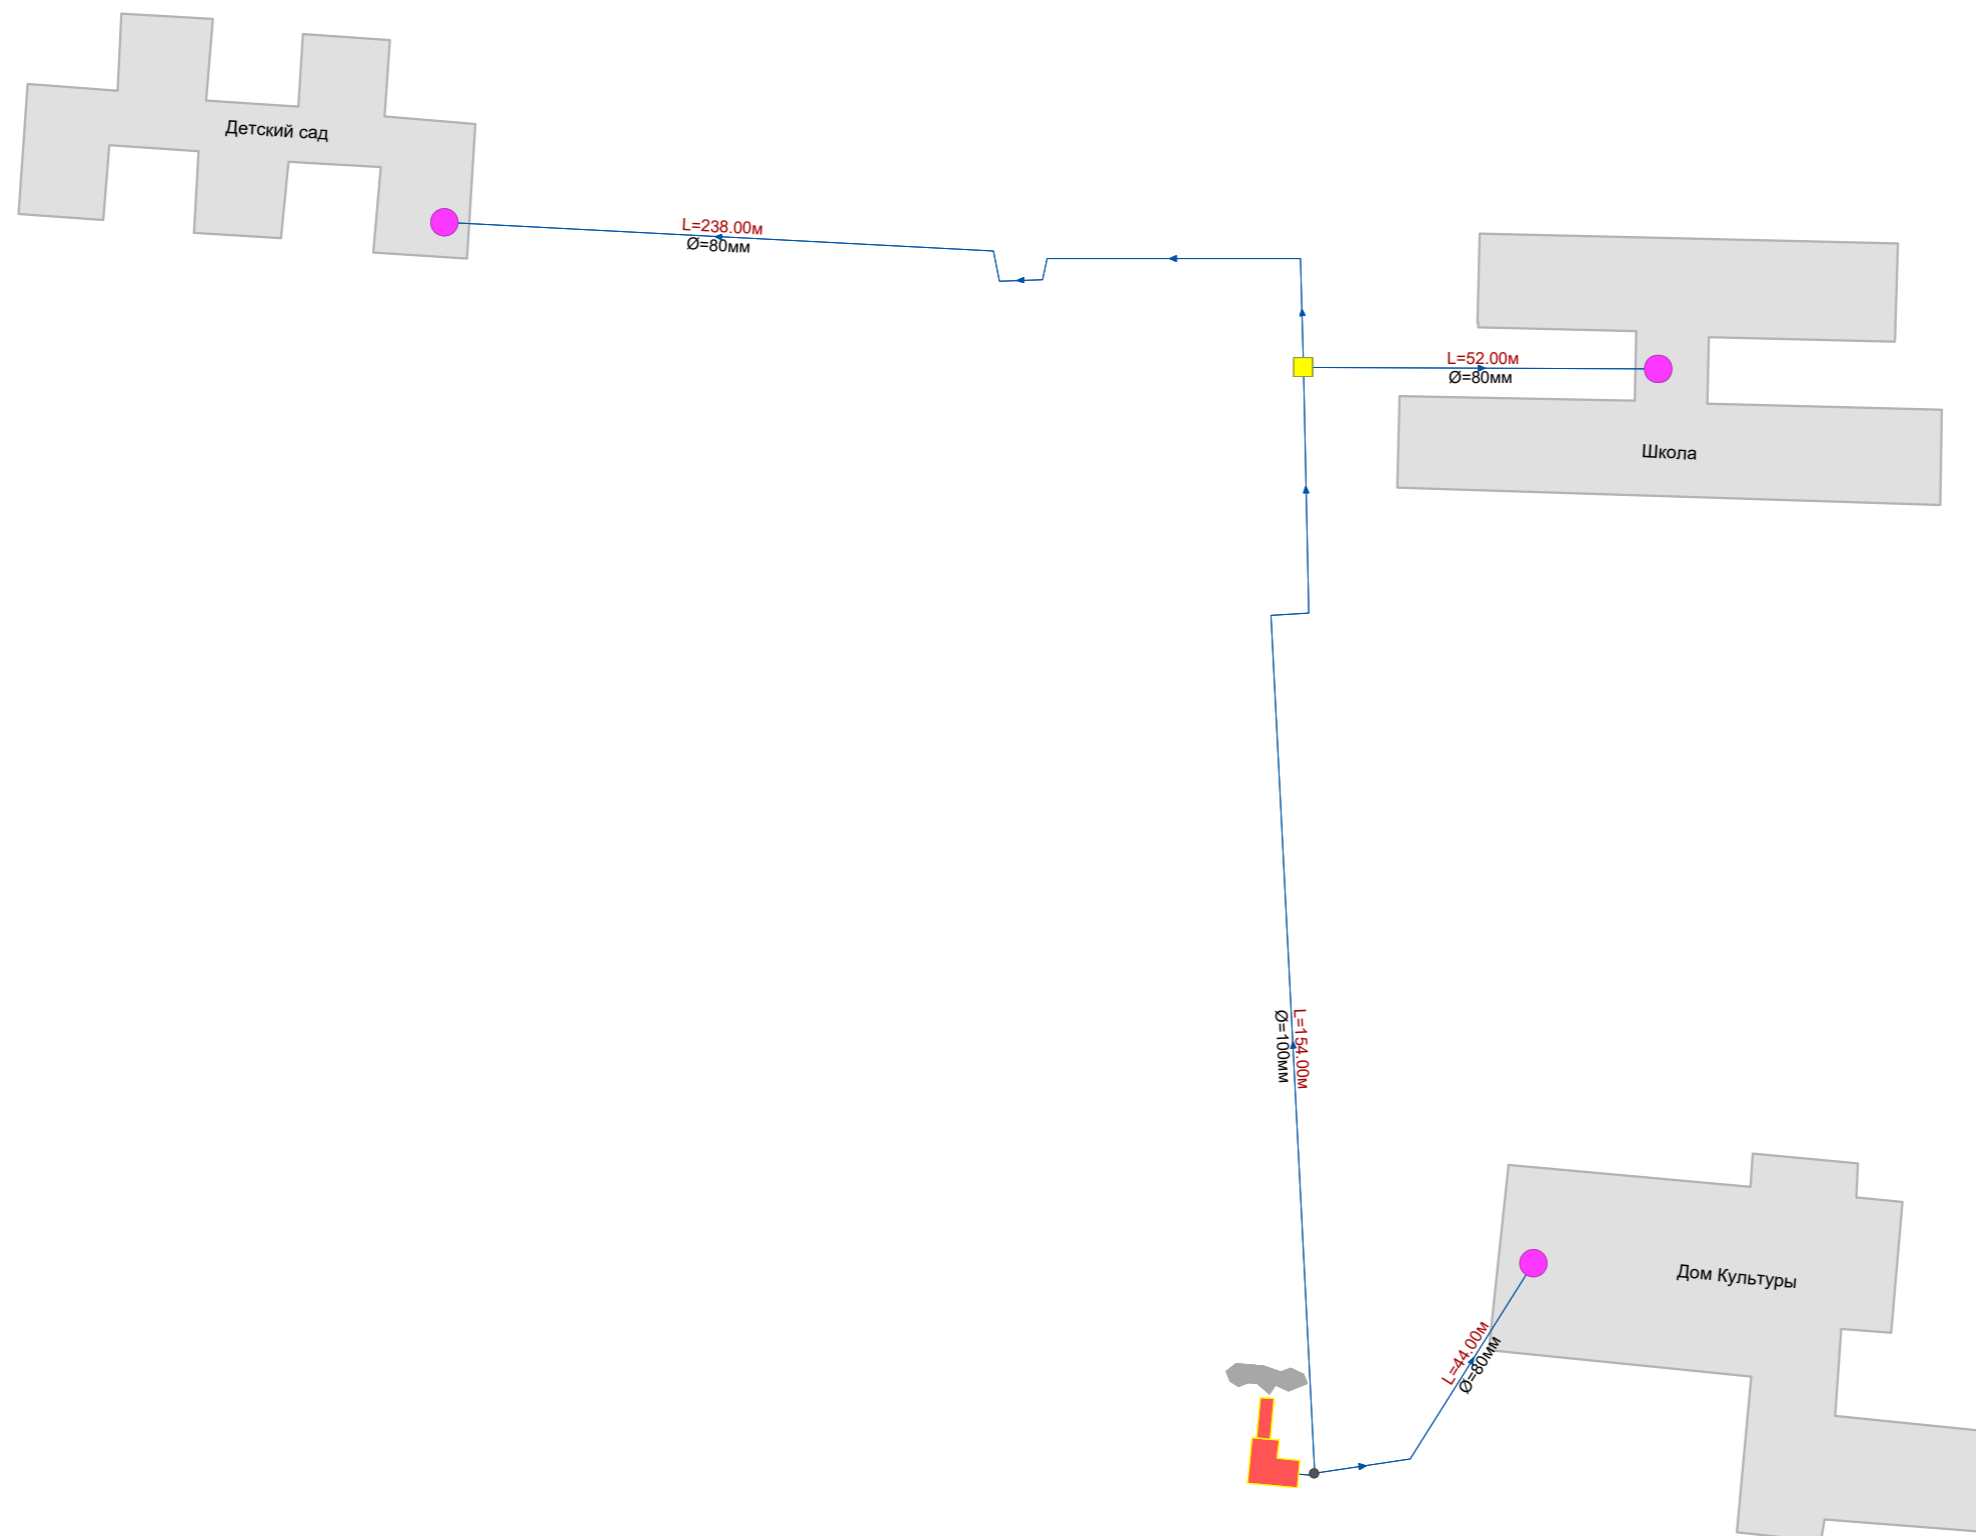 Детский сад
L=238.00м
Ø=80мм
L=52.00м
Ø=80мм
Школа
L=154.00м
Ø=100мм
Дом Культуры
L=44.00м
Ø=80мм